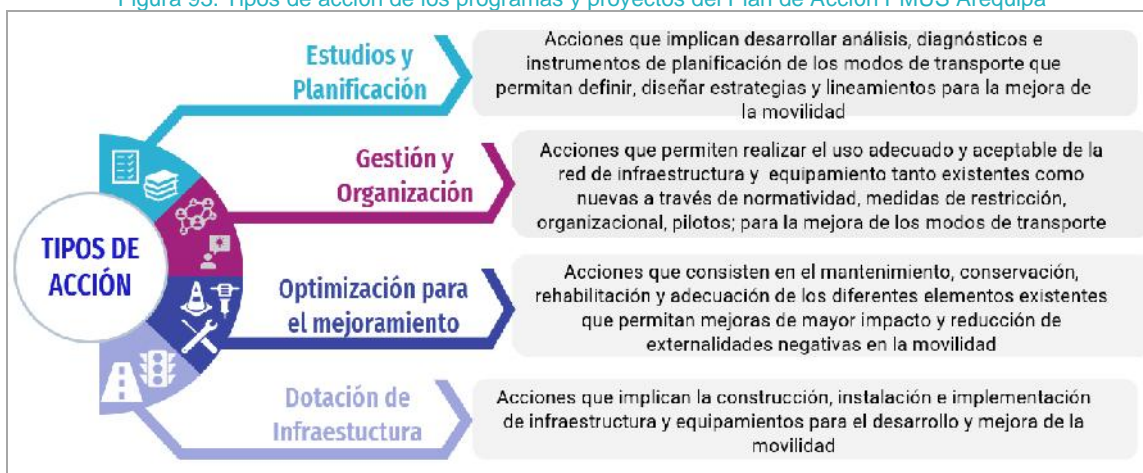 Figura 93. Tipos de acción de los programas y proyectos del Plan de Acción PMUS Arequipa
TIPOS DE
ACCIÓN
Estudios y
Planificación
Acciones que implican desarrollar análisis, diagnósticos e
instrumentos de planificación de los modos de transporte que
permitan definir, diseñar estrategias y lineamientos para la mejora de
la movilidad
Gestión y
Organización
Acciones que permiten realizar el uso adecuado y aceptable de la
red de infraestructura y equipamiento tanto existentes como
nuevas a través de normatividad, medidas de restricción,
organizacional, pilotos; para la mejora de los modos de transporte
Optimización para
el mejoramiento
Acciones que consisten en el mantenimiento, conservación,
rehabilitación y adecuación de los diferentes elementos existentes
que permitan mejoras de mayor impacto y reducción de
externalidades negativas en la movilidad
Dotación de
Infraestuctura
Acciones que implican la construcción, instalación e implementación
de infraestructura y equipamientos para el desarrollo y mejora de la
movilidad